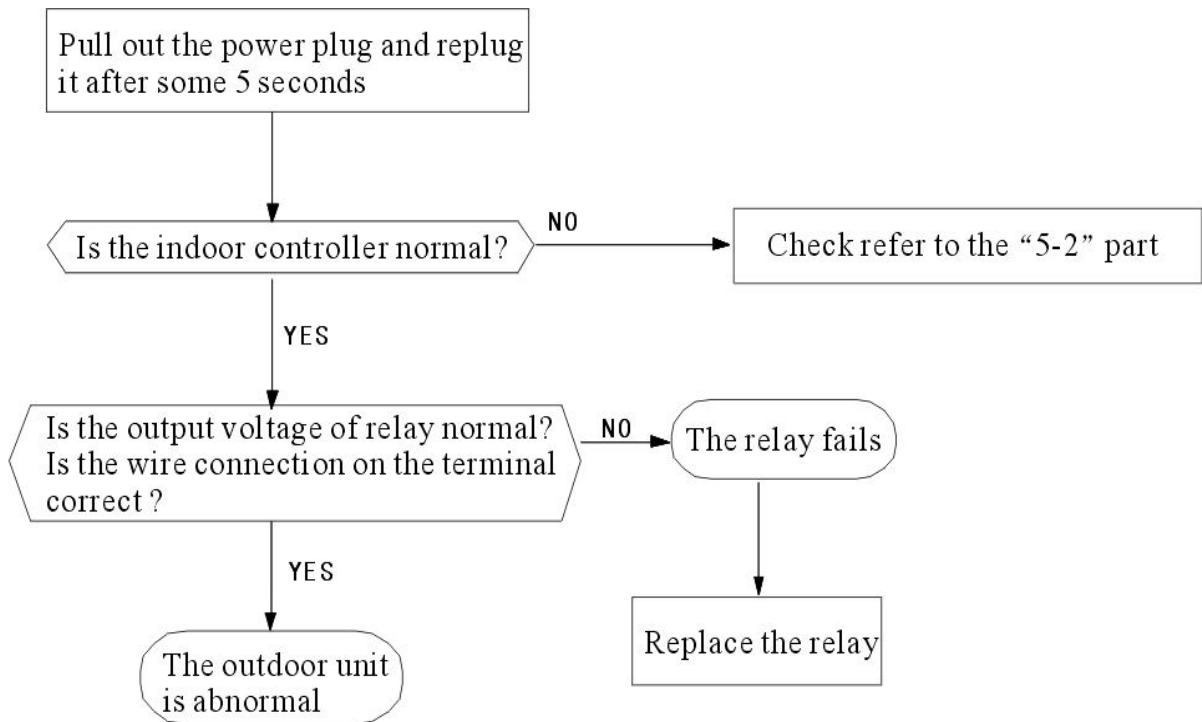 Pull out the power plug and replug
it after some 5 seconds
Is the indoor controller normal?
NO
Check refer to the “5-2” part
YES
Is the output voltage of relay normal?
Is the wire connection on the terminal
correct ?
NO
The relay fails
YES
Replace the relay
The outdoor unit
is abnormal